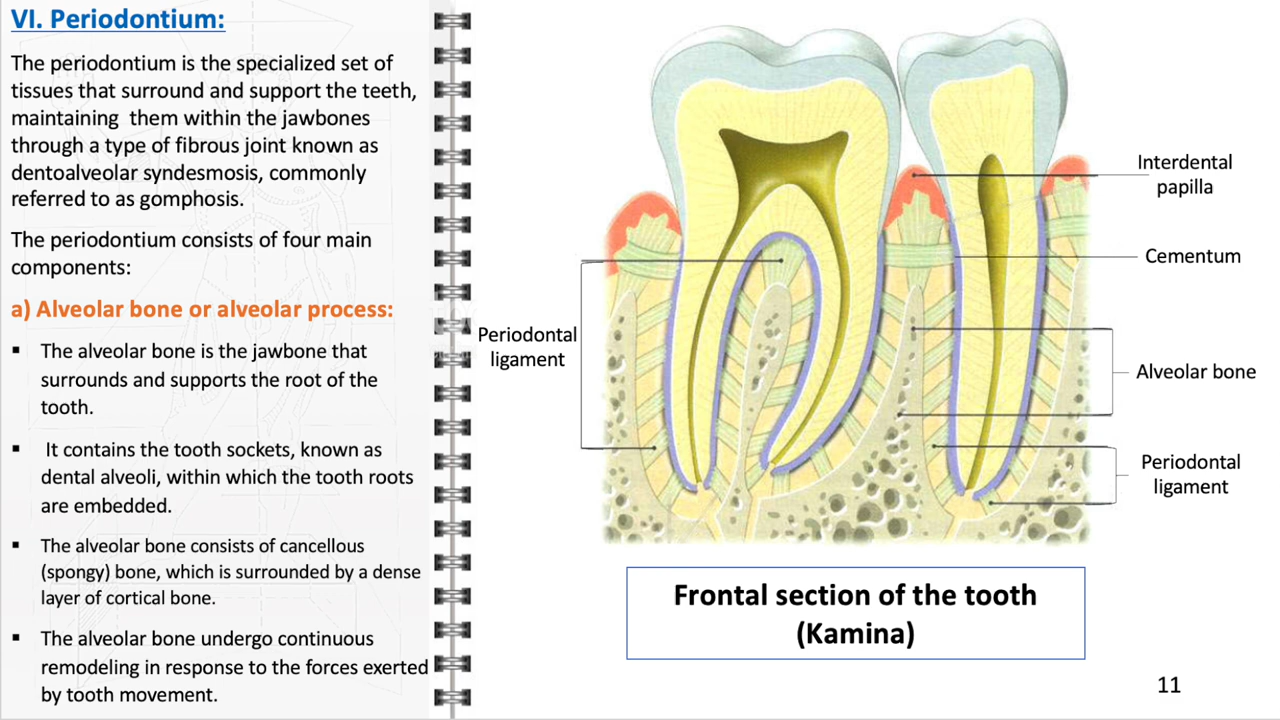 VI. Periodontium:
The periodontium is the specialized set of
tissues that surround and support the teeth,
maintaining them within the jawbones
through a type of fibrous joint known as
dentoalveolar syndesmosis, commonly
referred to as gomphosis.
The periodontium consists of four main
components:
a) Alveolar bone or alveolar process:
▪ The alveolar bone is the jawbone that
surrounds and supports the root of the
tooth.
▪ It contains the tooth sockets, known as
dental alveoli, within which the tooth roots
are embedded.
▪ The alveolar bone consists of cancellous
(spongy) bone, which is surrounded by a dense
layer of cortical bone.
▪ The alveolar bone undergo continuous
remodeling in response to the forces exerted
by tooth movement.
Periodontal
ligament
Interdental
papilla
Cementum
Alveolar bone
Periodontal
ligament
Frontal section of the tooth
(Kamina)
11